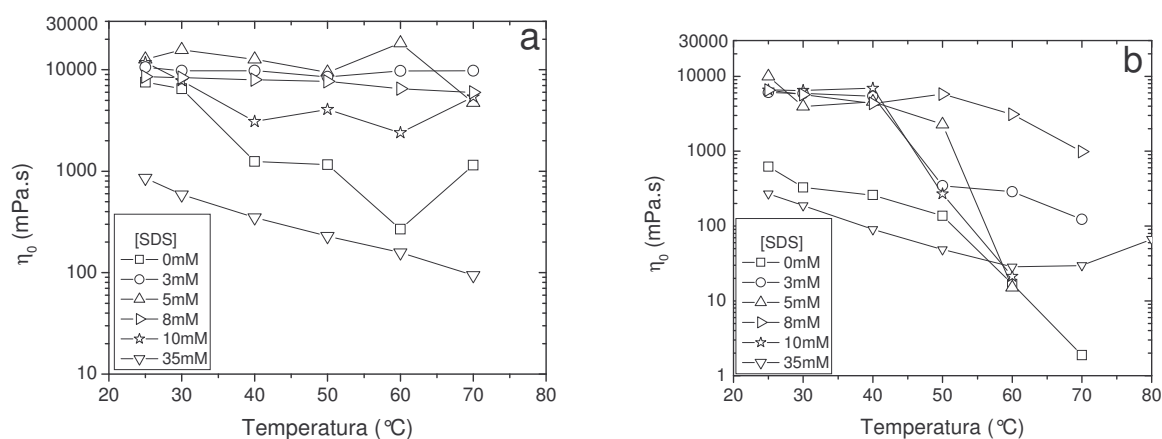 a
η₀ (mPa.s)
30000
10000
1000
100
10
[SDS]
0mM
3mM
5mM
8mM
10mM
35mM
20 30 40 50 60 70 80
Temperatura (°C)
b
η₀ (mPa.s)
30000
10000
1000
100
10
1
[SDS]
0mM
3mM
5mM
8mM
10mM
35mM
20 30 40 50 60 70 80
Temperatura (°C)